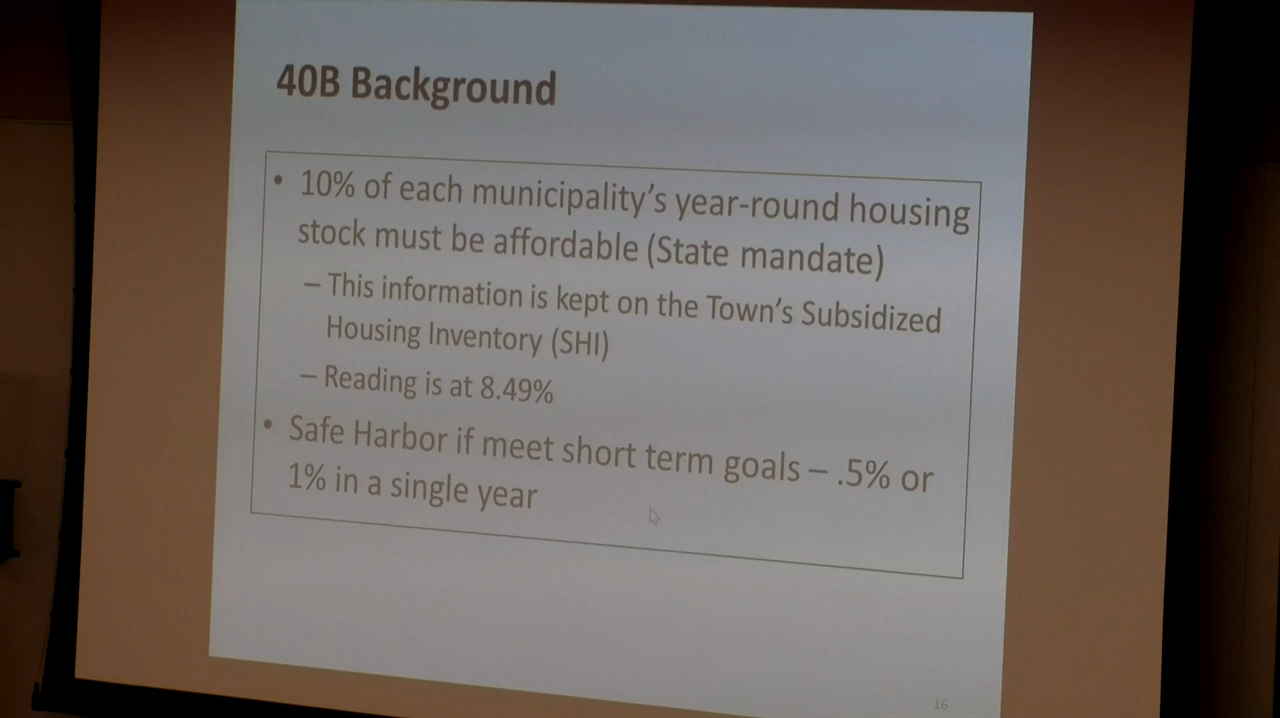 40B Background
• 10% of each municipality's year-round housing
stock must be affordable (State mandate)
– This information is kept on the Town's Subsidized
Housing Inventory (SHI)
– Reading is at 8.49%
• Safe Harbor if meet short term goals – .5% or
1% in a single year
16